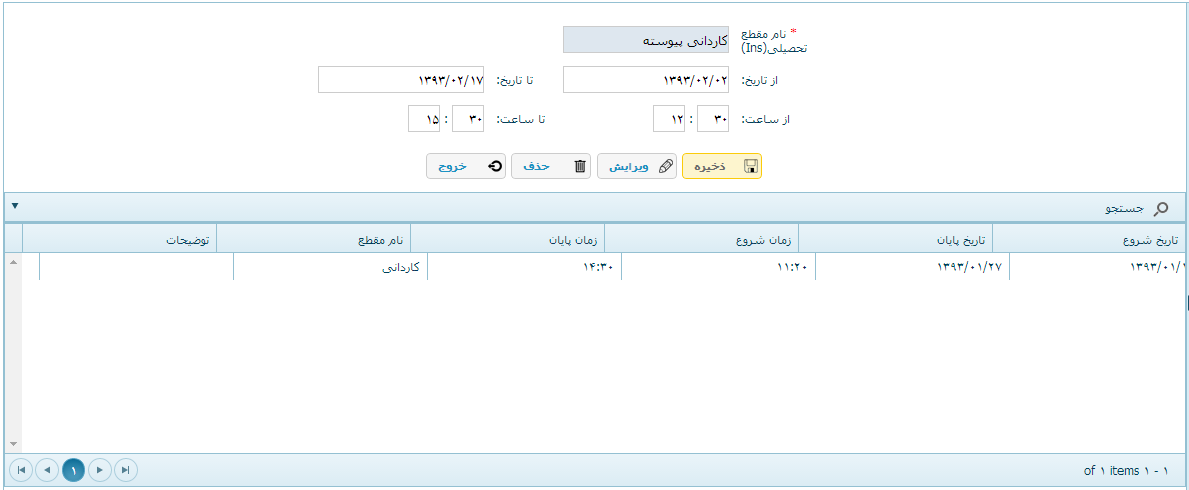 * نام مقطع
تحصیلی(Ins)
کاردانی پیوسته
از تاریخ: ۱۳۹۳/۰۲/۰۲ تا تاریخ: ۱۳۹۳/۰۲/۱۷
از ساعت: ۳۰ : ۱۲ تا ساعت: ۳۰ : ۱۵
ذخیره ویرایش حذف خروج
جستجو
تاریخ شروع تاریخ پایان زمان شروع زمان پایان نام مقطع توضیحات
۱۳۹۳/۰۱/ ۱۳۹۳/۰۱/۲۷ ۱۱:۲۰ ۱۴:۳۰ کاردانی
۱
of ۱ items ۱ - ۱